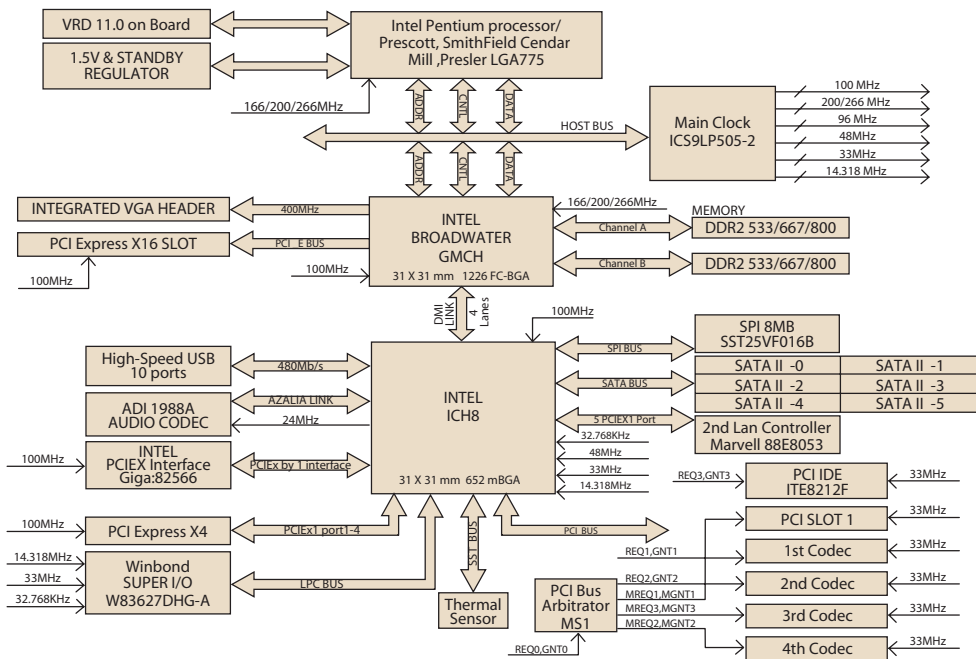 VRD 11.0 on Board
1.5V & STANDBY
REGULATOR
Intel Pentium processor/
Prescott, SmithField Cendar
Mill ,Presler LGA775
166/200/266MHz
ADDR
CNTL
DATA
HOST BUS
Main Clock
ICS9LP505-2
100 MHz
200/266 MHz
96 MHz
48MHz
33MHz
14.318 MHz
ADDR
CNTL
DATA
INTEGRATED VGA HEADER
400MHz
PCI Express X16 SLOT
PCI_E BUS
100MHz
INTEL
BROADWATER
GMCH
31 X 31 mm 1226 FC-BGA
100MHz
166/200/266MHz
MEMORY
Channel A
DDR2 533/667/800
Channel B
DDR2 533/667/800
DMI
LINK
4
Lanes
100MHz
High-Speed USB
10 ports
480Mb/s
ADI 1988A
AUDIO CODEC
AZALIA LINK
24MHz
100MHz
INTEL
PCIEX Interface
Giga:82566
PCIEx by 1 interface
INTEL
ICH8
31 X 31 mm 652 mBGA
SPI BUS
SPI 8MB
SST25VF016B
SATA BUS
SATA II -0
SATA II -1
SATA II -2
SATA II -3
SATA II -4
SATA II -5
5 PCIEX1 Port
2nd Lan Controller
Marvell 88E8053
32.768KHz
48MHz
33MHz
14.318MHz
100MHz
PCI Express X4
PCIEx1 port1-4
14.318MHz
33MHz
32.768KHz
Winbond
SUPER I/O
W83627DHG-A
LPC BUS
SST BUS
Thermal
Sensor
PCI BUS
REQ3,GNT3
PCI IDE
ITE8212F
33MHz
PCI SLOT 1
33MHz
REQ1,GNT1
1st Codec
33MHz
PCI Bus
Arbitrator
MS1
REQ0,GNT0
REQ2,GNT2
MREQ1,MGNT1
MREQ3,MGNT3
MREQ2,MGNT2
2nd Codec
33MHz
3rd Codec
33MHz
4th Codec
33MHz